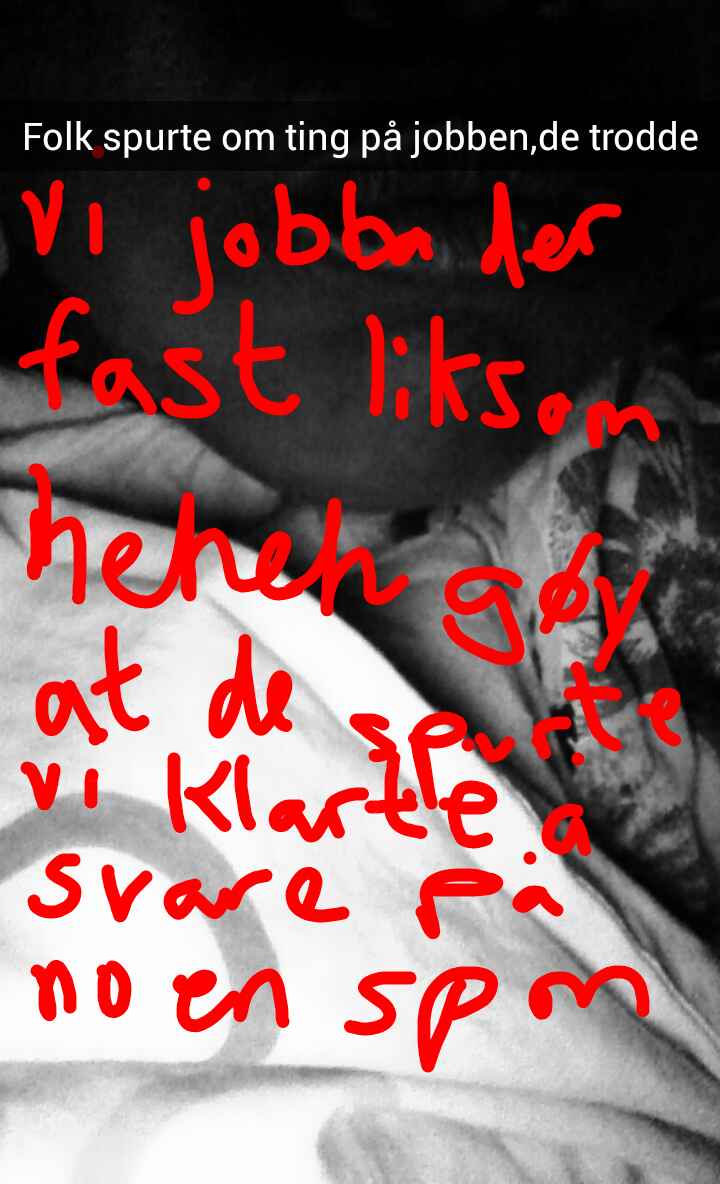 Folk spurte om ting på jobben,de trodde
vi jobba der
fast liksom
heheh gøy
at de spurte
vi klarte å
svare på
noen spm